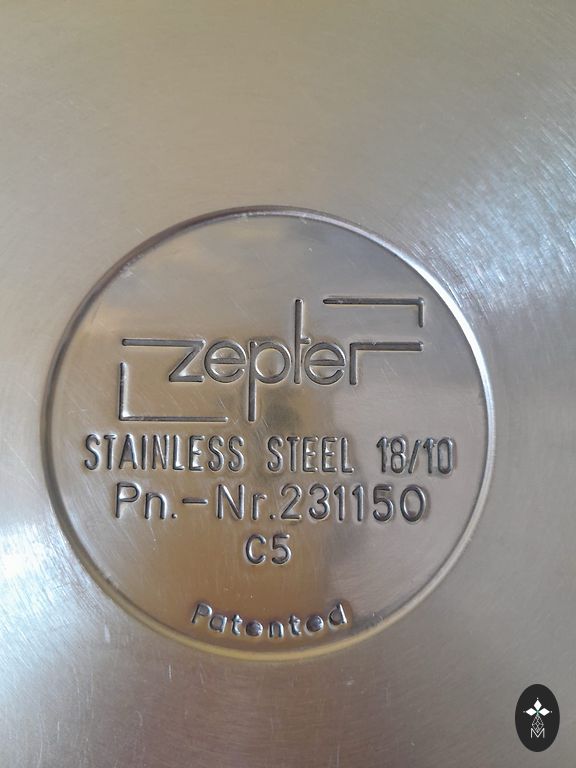 zepter
STAINLESS STEEL 18/10
Pn.-Nr.231150
C5
Patented
M